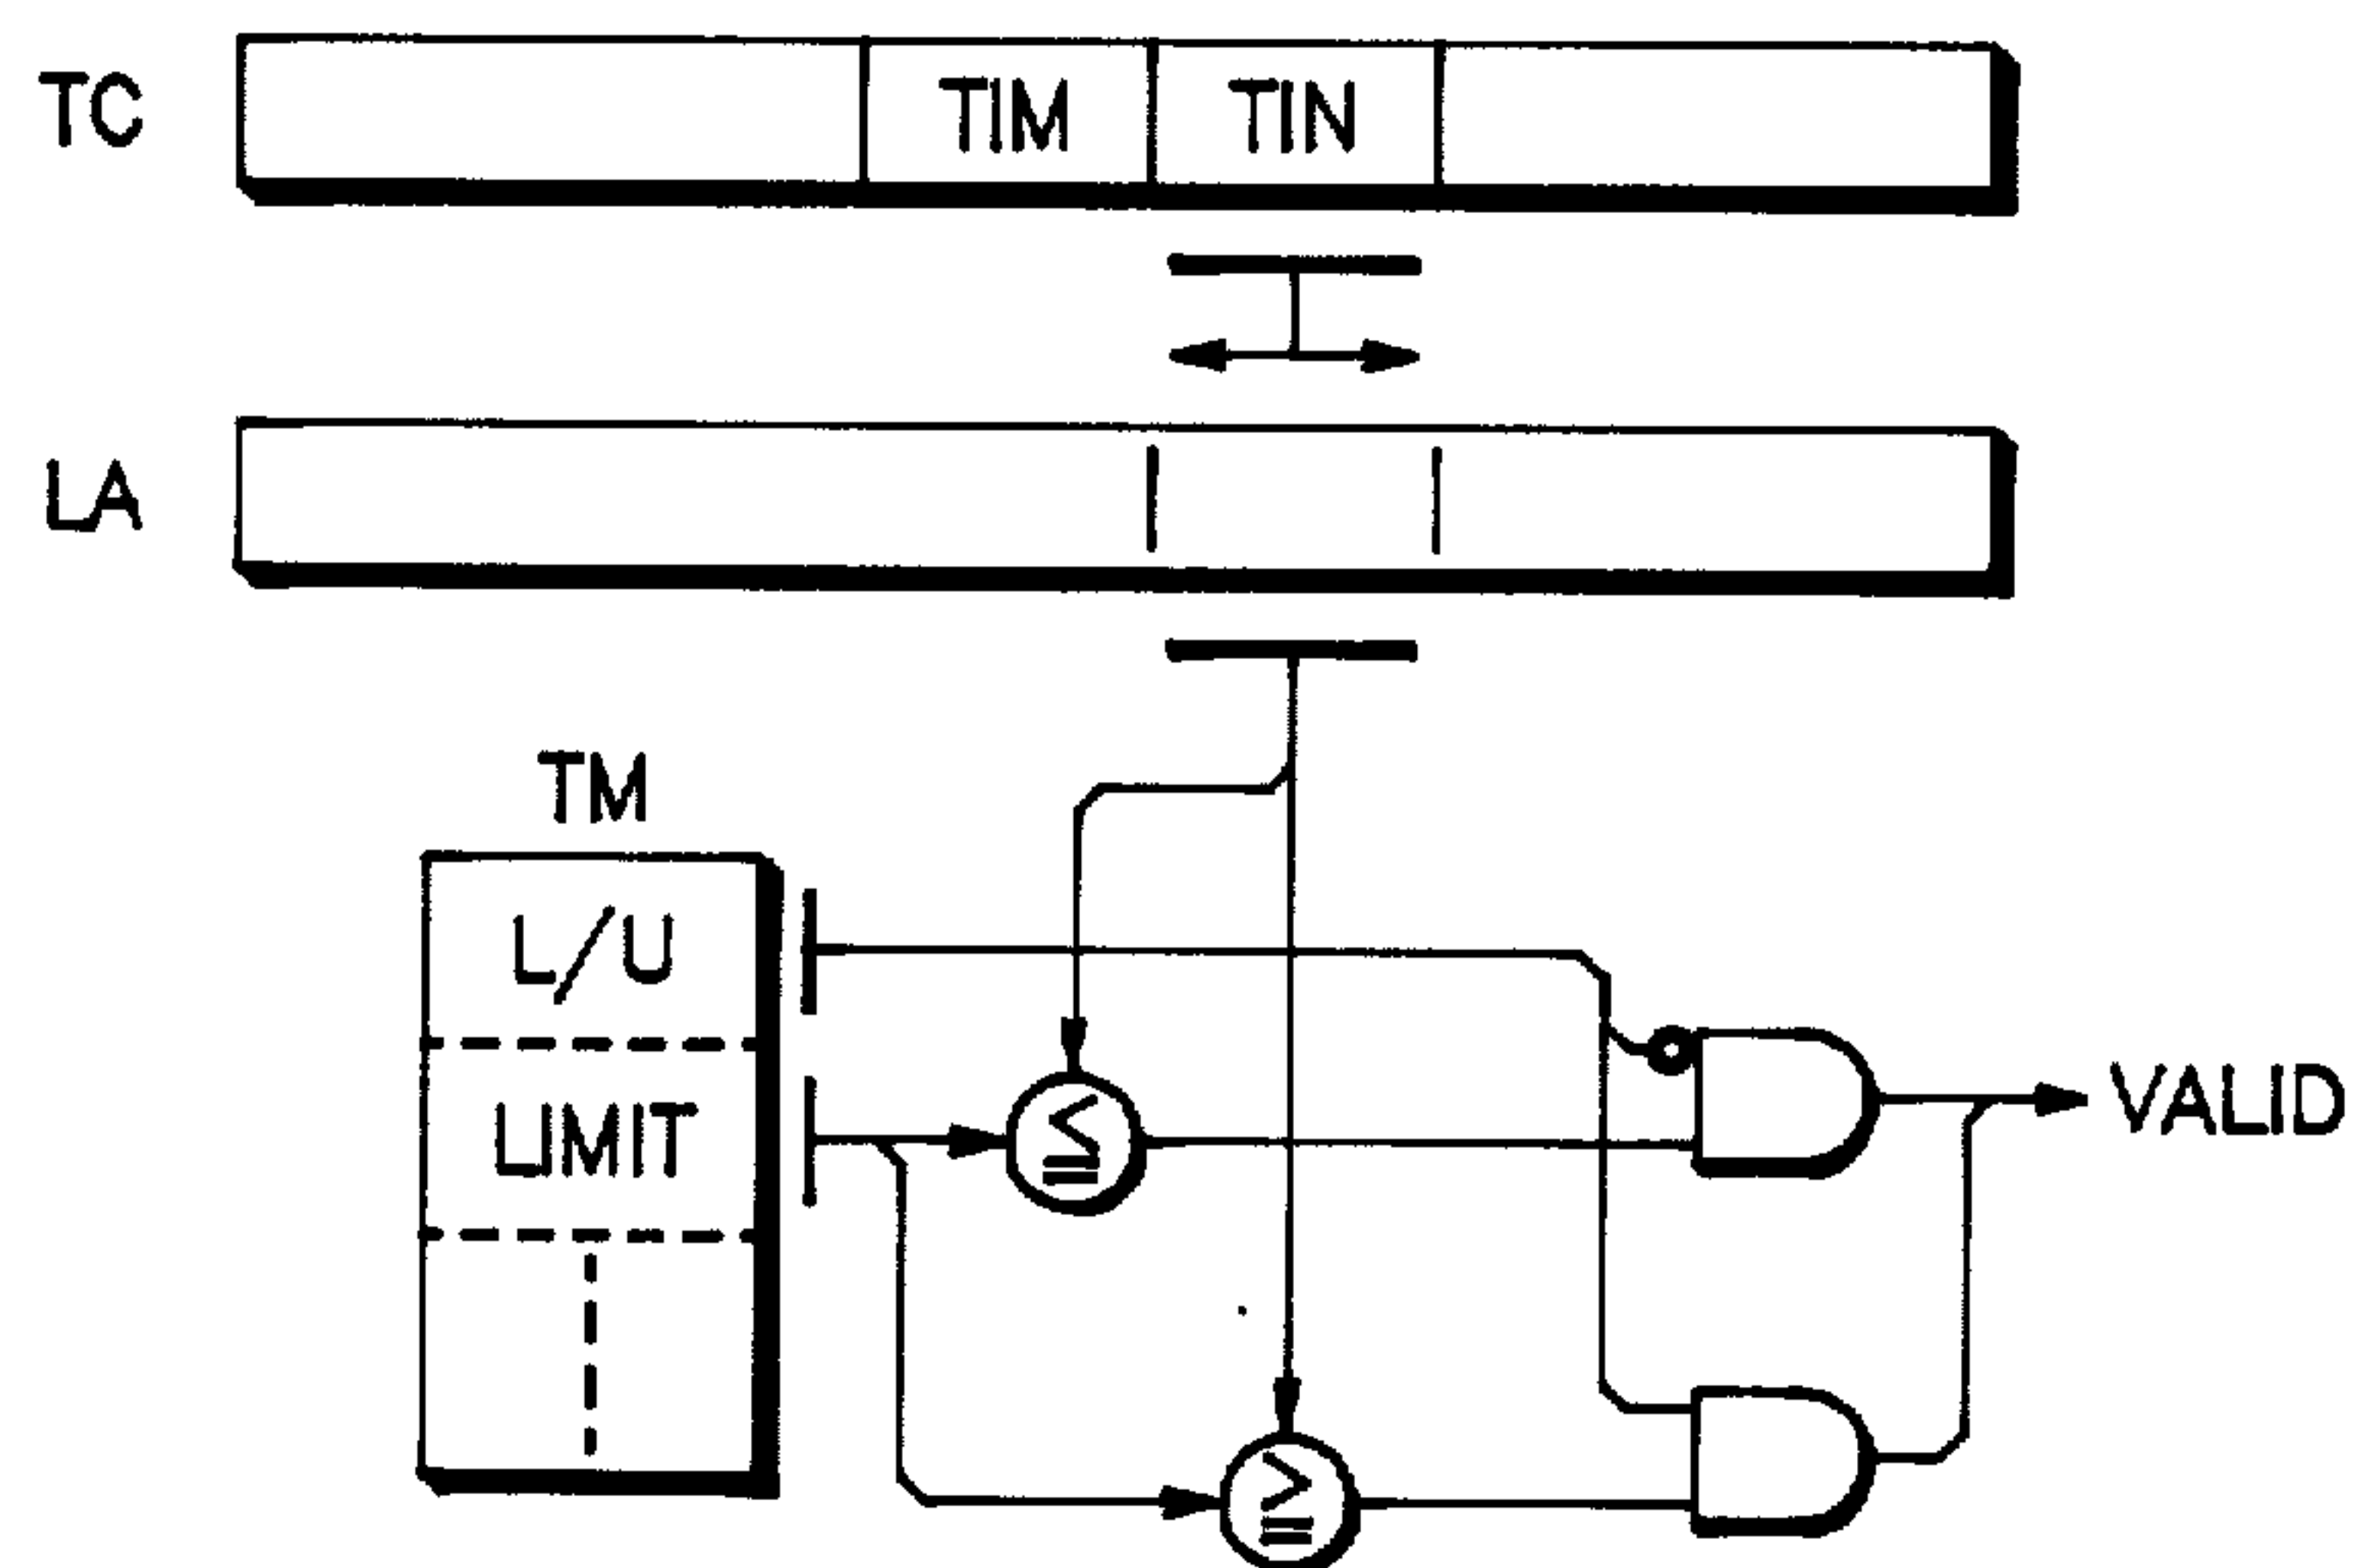 TC TIM TIN
LA
TM
L/U
LIMIT
≦
VALID
≧